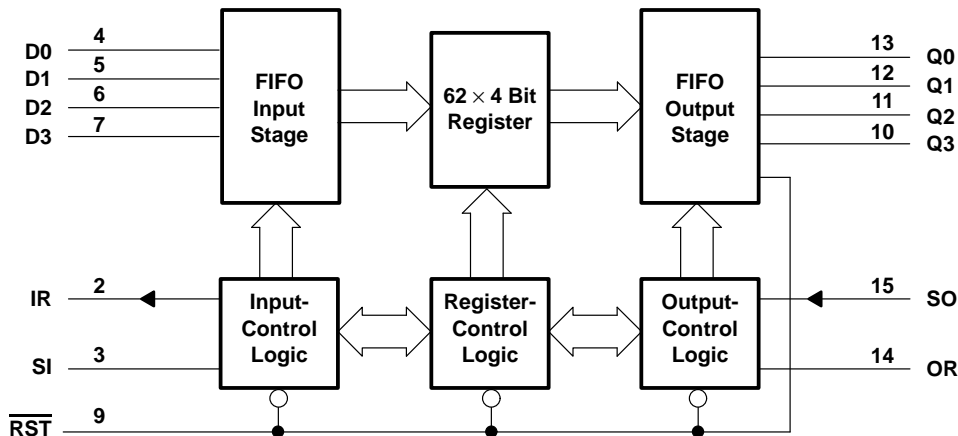 D0
4
D1
5
D2
6
D3
7
FIFO
Input
Stage
62 × 4 Bit
Register
FIFO
Output
Stage
13
Q0
12
Q1
11
Q2
10
Q3
IR
2
SI
3
Input-
Control
Logic
Register-
Control
Logic
Output-
Control
Logic
15
SO
14
OR
RST
9